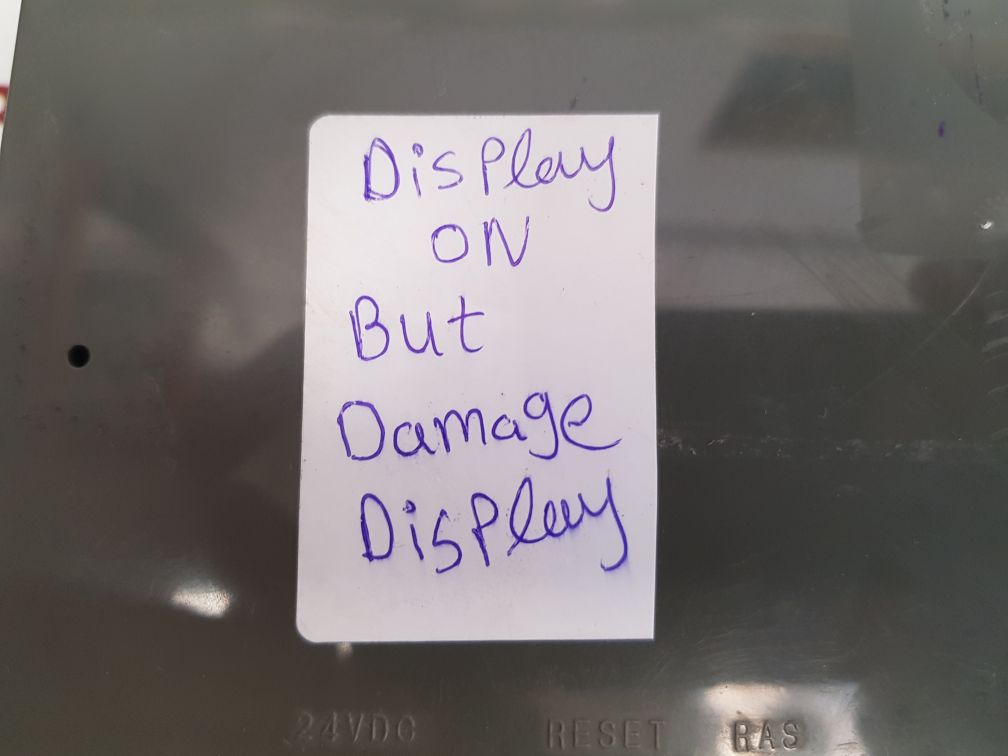 Display
ON
But
Damage
Display
24VDC RESET RAS